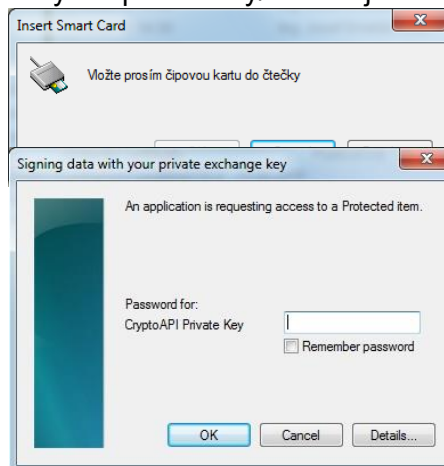 Insert Smart Card
Vložte prosím čipovou kartu do čtečky
Signing data with your private exchange key
An application is requesting access to a Protected item.
Password for:
CryptoAPI Private Key
Remember password
OK Cancel Details...